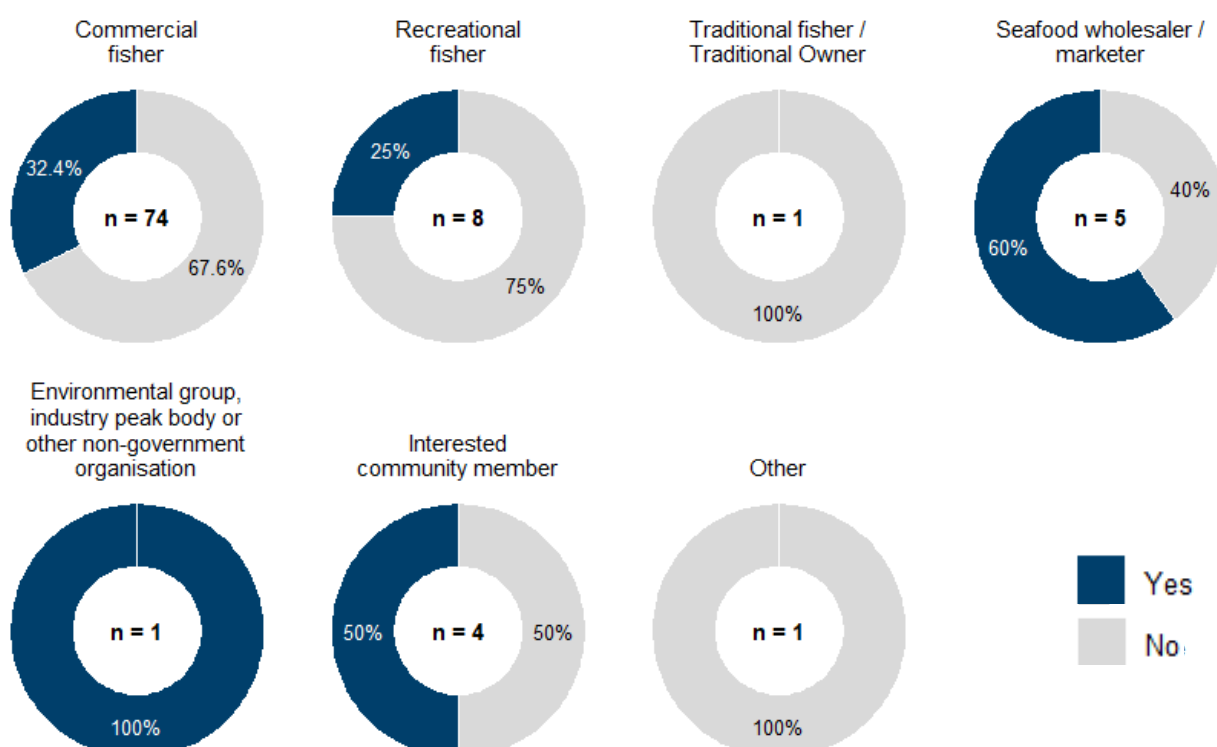 Commercial
fisher
32.4%
n = 74
67.6%
Recreational
fisher
25%
n = 8
75%
Traditional fisher /
Traditional Owner
n = 1
100%
Seafood wholesaler /
marketer
40%
n = 5
60%
Environmental group,
industry peak body or
other non-government
organisation
n = 1
100%
Interested
community member
50%
n = 4
50%
Other
n = 1
100%
Yes
No